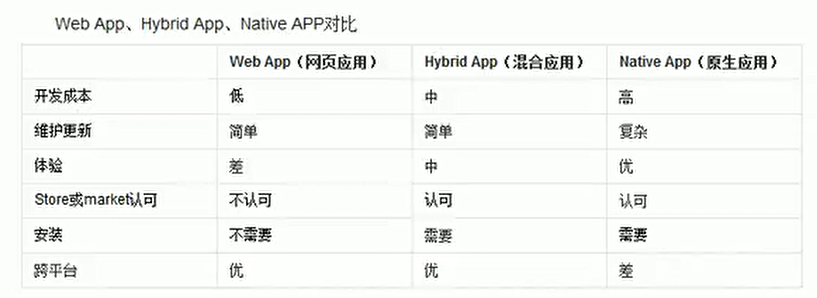 Web App、Hybrid App、Native APP对比
Web App（网页应用） Hybrid App（混合应用） Native App（原生应用）
开发成本 低 中 高
维护更新 简单 简单 复杂
体验 差 中 优
Store或market认可 不认可 认可 认可
安装 不需要 需要 需要
跨平台 优 优 差